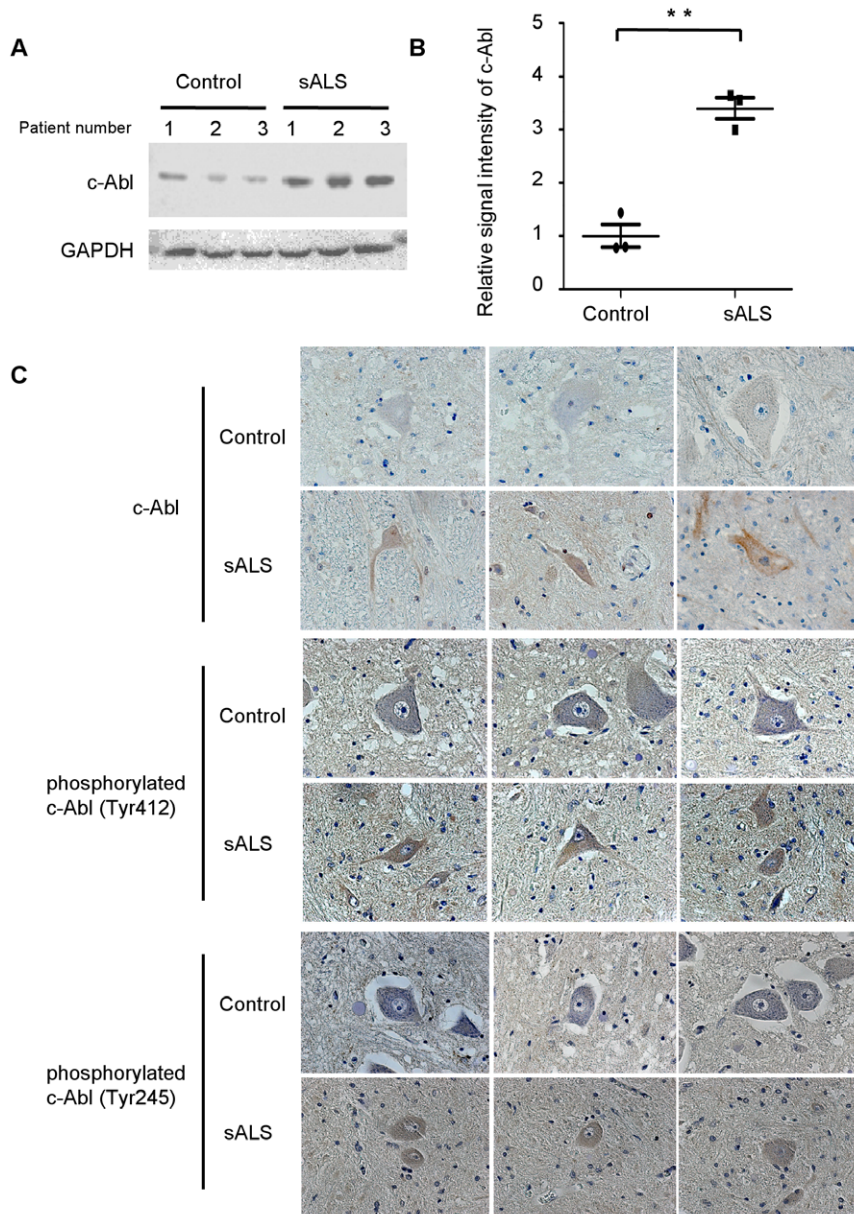 A
Control sALS
Patient number 1 2 3 1 2 3
c-Abl
GAPDH
B
Relative signal intensity of c-Abl
* *
5
4
3
2
1
0
Control sALS
C
c-Abl
Control
sALS
phosphorylated
c-Abl (Tyr412)
Control
sALS
phosphorylated
c-Abl (Tyr245)
Control
sALS